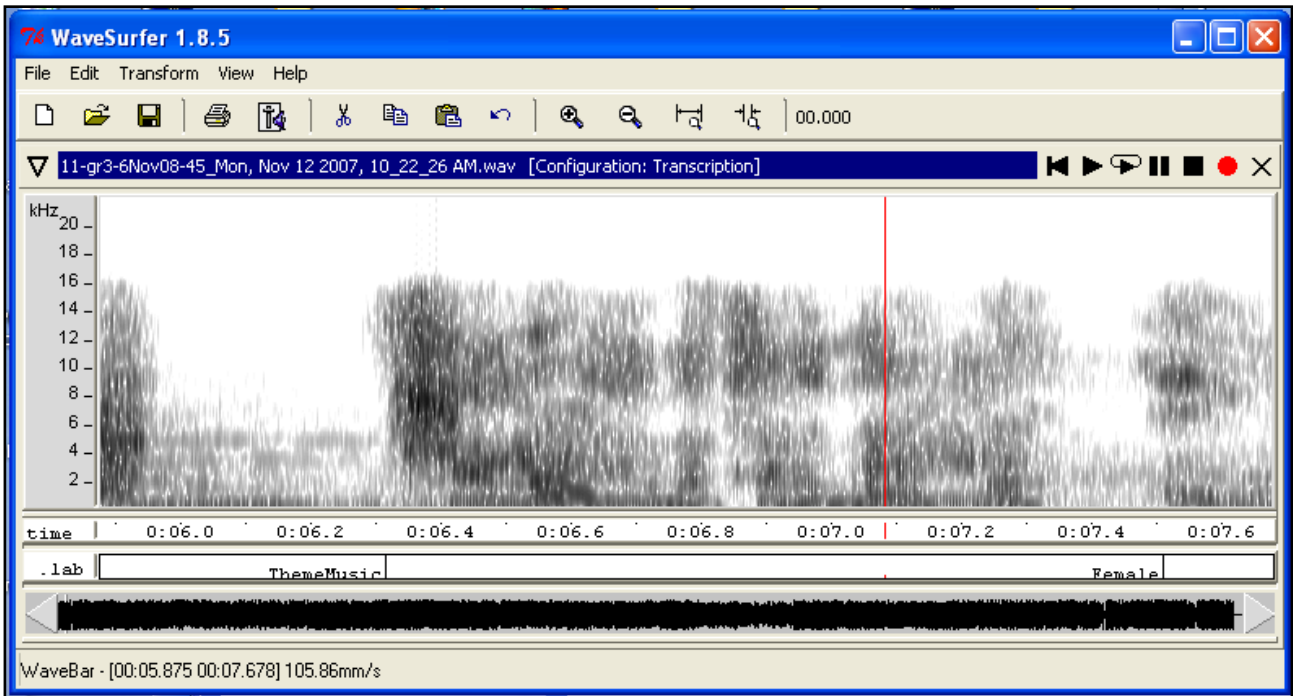 WaveSurfer 1.8.5
File Edit Transform View Help
00.000
11-gr3-6Nov08-45_Mon, Nov 12 2007, 10_22_26 AM.wav [Configuration: Transcription]
kHz
20
18
16
14
12
10
8
6
4
2
time 0:06.0 0:06.2 0:06.4 0:06.6 0:06.8 0:07.0 0:07.2 0:07.4 0:07.6
.lab ThemeMusic Female
WaveBar - [00:05.875 00:07.678] 105.86mm/s